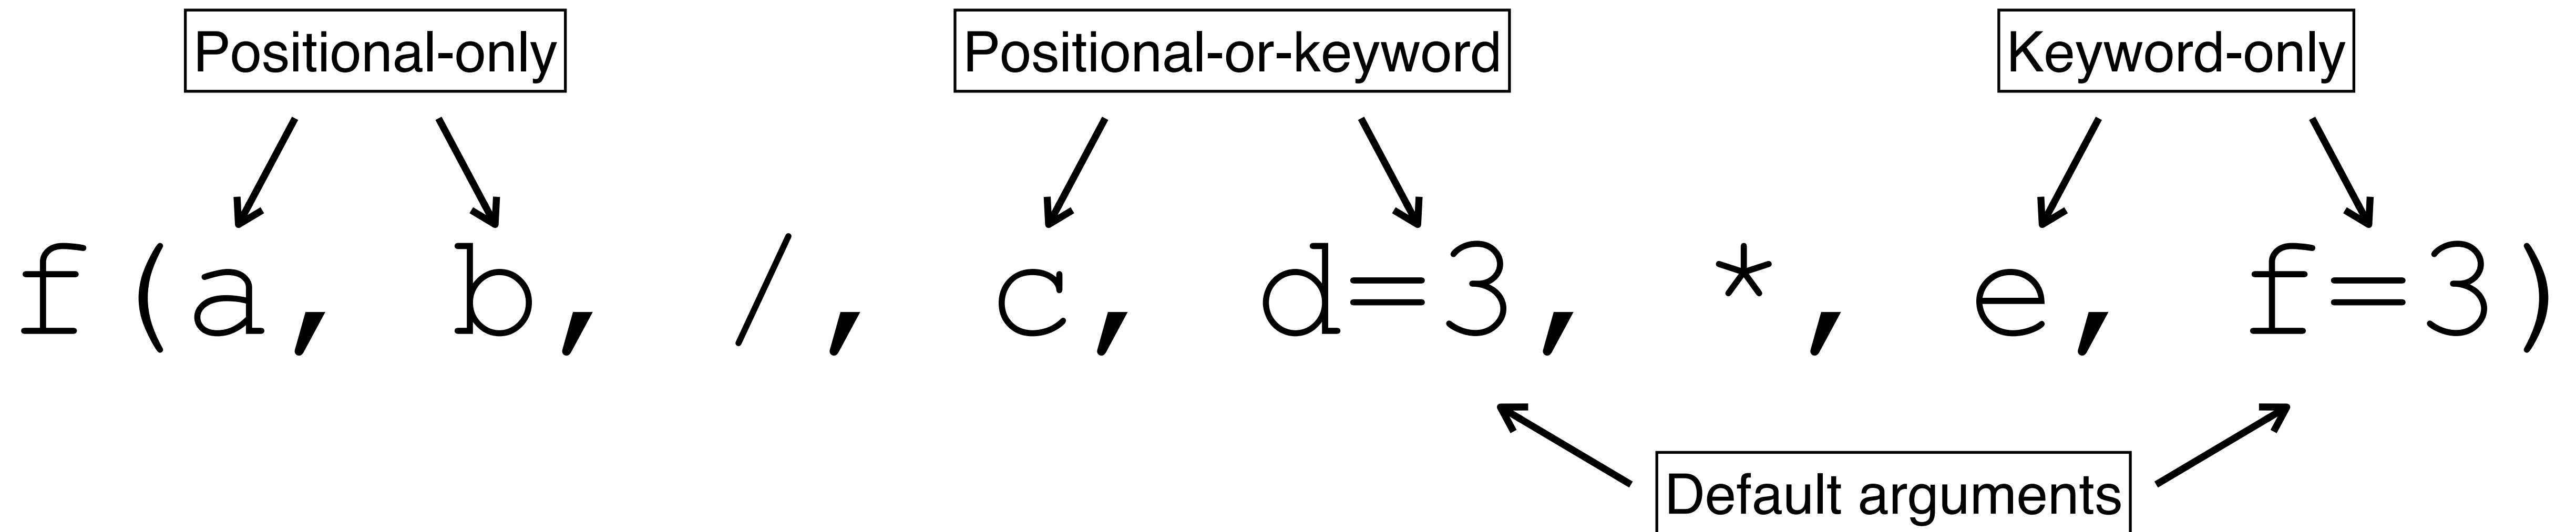 Positional-only Positional-or-keyword Keyword-only
f(a, b, /, c, d=3, *, e, f=3)
Default arguments